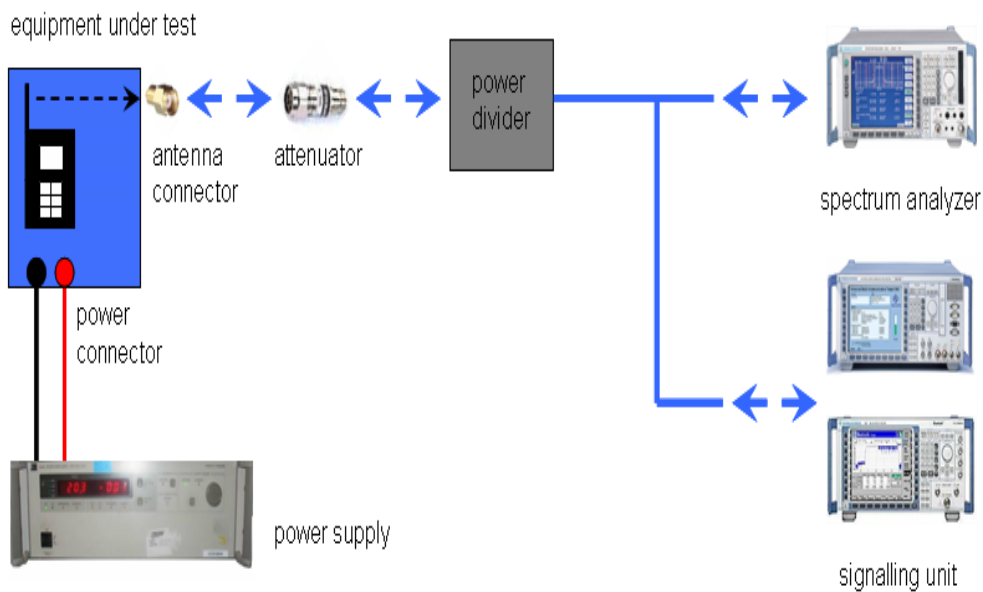 equipment under test
power
divider
antenna
connector
attenuator
spectrum analyzer
power
connector
power supply
signalling unit